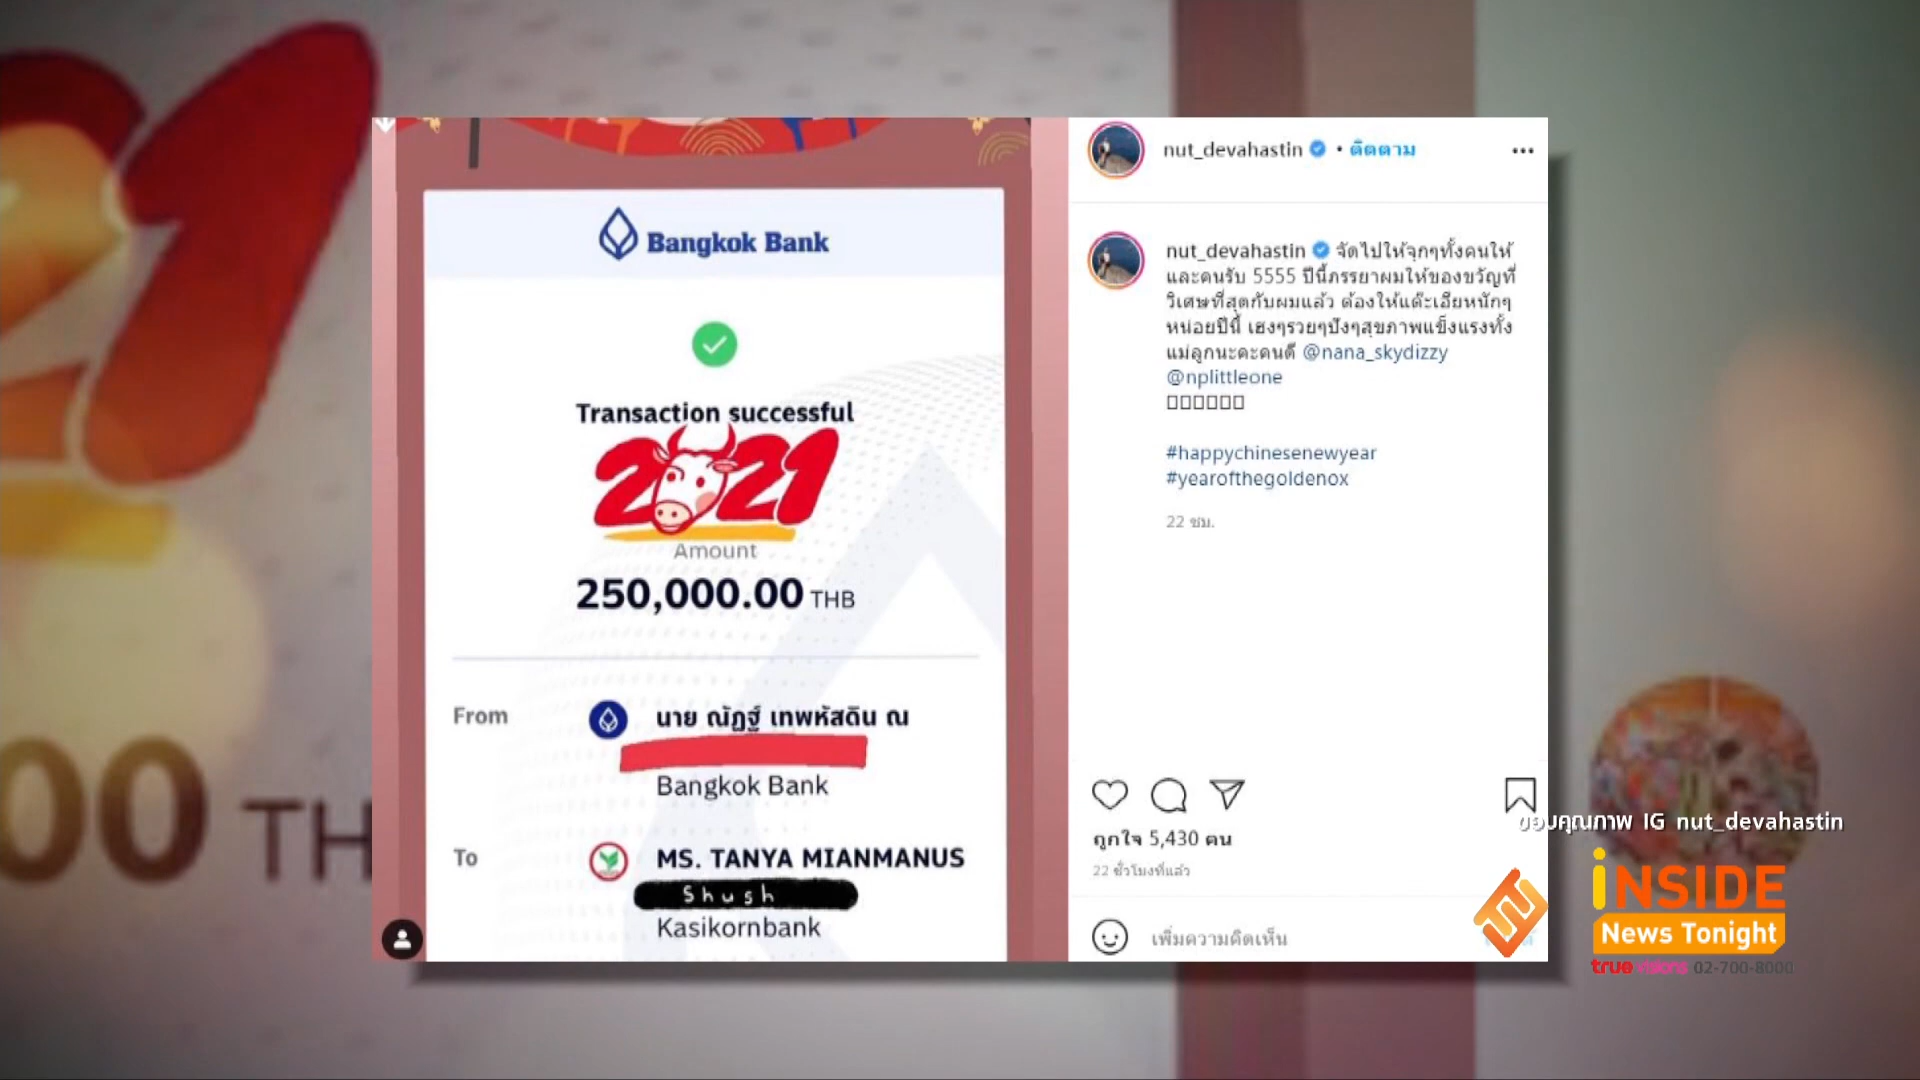 21
00 TH
Bangkok Bank
Transaction successful
2021
Amount
250,000.00 THB
From
นาย ณัฏฐ์ เทพหัสดิน ณ
Bangkok Bank
To
MS. TANYA MIANMANUS
Shush
Kasikornbank
nut_devahastin • ติดตาม
nut_devahastin จัดไปให้จุกๆทั้งคนให้
และคนรับ 5555 ปีนี้ภรรยาผมให้ของขวัญที่
วิเศษที่สุดกับผมแล้ว ต้องให้แต๊ะเอียหนักๆ
หน่อยปีนี้ เฮงๆรวยๆปังๆสุขภาพแข็งแรงทั้ง
แม่ลูกนะคะคนดี @nana_skydizzy
@nplittleone
#happychinesenewyear
#yearofthegoldenox
22 ชม.
ถูกใจ 5,430 คน
22 ชั่วโมงที่แล้ว
เพิ่มความคิดเห็น
ขอบคุณภาพ IG nut_devahastin
iNSIDE
News Tonight
true visions 02-700-8000